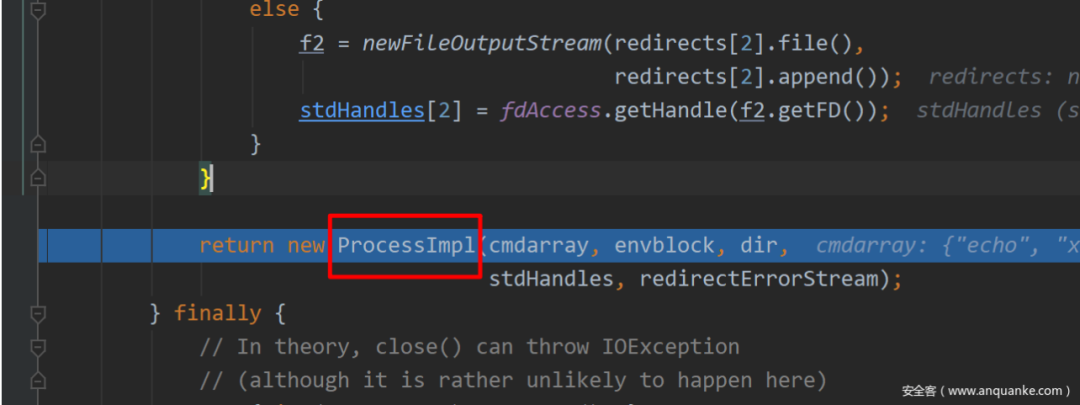 else {
f2 = newFileOutputStream(redirects[2].file(),
redirects[2].append()); redirects: n
stdHandles[2] = fdAccess.getHandle(f2.getFD()); stdHandles (s
}
}
return new ProcessImpl(cmdarray, envblock, dir, cmdarray: {"echo", "x
stdHandles, redirectErrorStream);
} finally {
// In theory, close() can throw IOException
// (although it is rather unlikely to happen here)
安全客（www.anquanke.com）